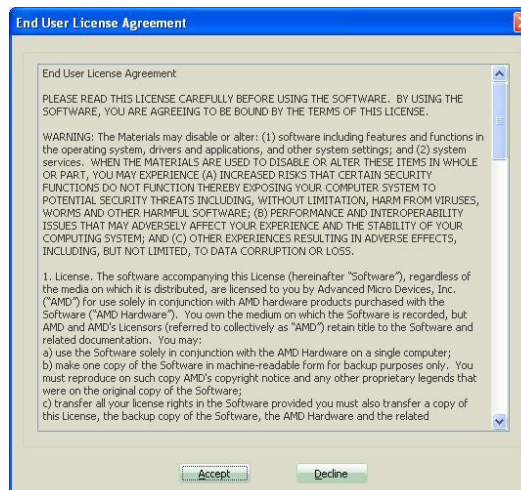 End User License Agreement
End User License Agreement
PLEASE READ THIS LICENSE CAREFULLY BEFORE USING THE SOFTWARE. BY USING THE
SOFTWARE, YOU ARE AGREEING TO BE BOUND BY THE TERMS OF THIS LICENSE.
WARNING: The Materials may disable or alter: (1) software including features and functions in
the operating system, drivers and applications, and other system settings; and (2) system
services. WHEN THE MATERIALS ARE USED TO DISABLE OR ALTER THESE ITEMS IN WHOLE
OR PART, YOU MAY EXPERIENCE (A) INCREASED RISKS THAT CERTAIN SECURITY
FUNCTIONS DO NOT FUNCTION THEREBY EXPOSING YOUR COMPUTER SYSTEM TO
POTENTIAL SECURITY THREATS INCLUDING, WITHOUT LIMITATION, HARM FROM VIRUSES,
WORMS AND OTHER HARMFUL SOFTWARE; (B) PERFORMANCE AND INTEROPERABILITY
ISSUES THAT MAY ADVERSELY AFFECT YOUR EXPERIENCE AND THE STABILITY OF YOUR
COMPUTING SYSTEM; AND (C) OTHER EXPERIENCES RESULTING IN ADVERSE EFFECTS,
INCLUDING, BUT NOT LIMITED, TO DATA CORRUPTION OR LOSS.
1. License. The software accompanying this License (hereinafter "Software"), regardless of
the media on which it is distributed, are licensed to you by Advanced Micro Devices, Inc.
("AMD") for use solely in conjunction with AMD hardware products purchased with the
Software ("AMD Hardware"). You own the medium on which the Software is recorded, but
AMD and AMD's Licensors (referred to collectively as "AMD") retain title to the Software and
related documentation. You may:
a) use the Software solely in conjunction with the AMD Hardware on a single computer;
b) make one copy of the Software in machine-readable form for backup purposes only. You
must reproduce on such copy AMD's copyright notice and any other proprietary legends that
were on the original copy of the Software;
c) transfer all your license rights in the Software provided you must also transfer a copy of
this License, the backup copy of the Software, the AMD Hardware and the related
Accept
Decline